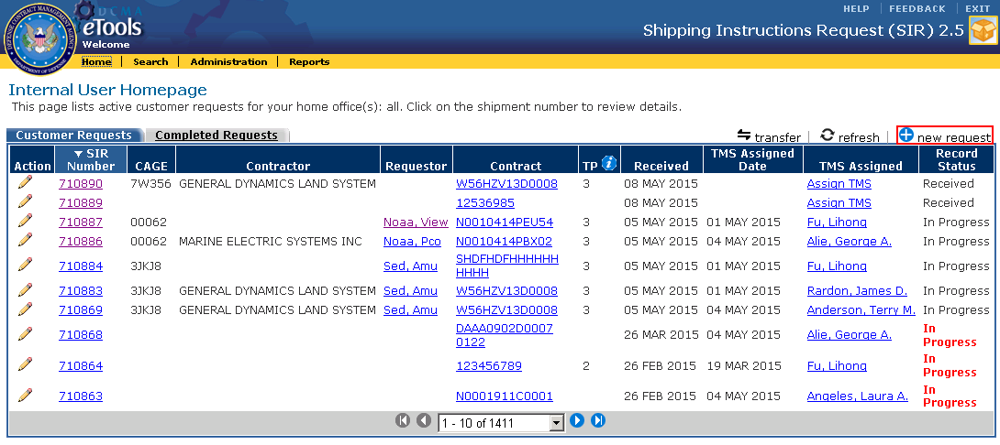 HELP FEEDBACK EXIT
DCMA
eTools
Welcome
Shipping Instructions Request (SIR) 2.5
DEFENSE CONTRACT MANAGEMENT AGENCY
DEPARTMENT OF DEFENSE
Home Search Administration Reports
Internal User Homepage
This page lists active customer requests for your home office(s): all. Click on the shipment number to review details.
Customer Requests Completed Requests transfer refresh new request
Action SIR Number CAGE Contractor Requestor Contract TP i Received TMS Assigned Date TMS Assigned Record Status
710890 7W356 GENERAL DYNAMICS LAND SYSTEM W56HZV13D0008 3 08 MAY 2015 Assign TMS Received
710889 12536985 08 MAY 2015 Assign TMS Received
710887 00062 Noaa, View N0010414PEU54 3 05 MAY 2015 01 MAY 2015 Fu, Lihong In Progress
710886 00062 MARINE ELECTRIC SYSTEMS INC Noaa, Pco N0010414PBX02 3 05 MAY 2015 04 MAY 2015 Alie, George A. In Progress
710884 3JKJ8 Sed, Amu SHDFHDFHHHHHH HHHH 3 05 MAY 2015 01 MAY 2015 Fu, Lihong In Progress
710883 3JKJ8 GENERAL DYNAMICS LAND SYSTEM Sed, Amu W56HZV13D0008 3 05 MAY 2015 04 MAY 2015 Rardon, James D. In Progress
710869 3JKJ8 GENERAL DYNAMICS LAND SYSTEM Sed, Amu W56HZV13D0008 3 05 MAY 2015 04 MAY 2015 Anderson, Terry M. In Progress
710868 DAAA0902D0007 0122 26 MAR 2015 04 MAY 2015 Alie, George A. In Progress
710864 123456789 2 26 FEB 2015 19 MAR 2015 Fu, Lihong In Progress
710863 N0001911C0001 26 FEB 2015 04 MAY 2015 Angeles, Laura A. In Progress
1 - 10 of 1411